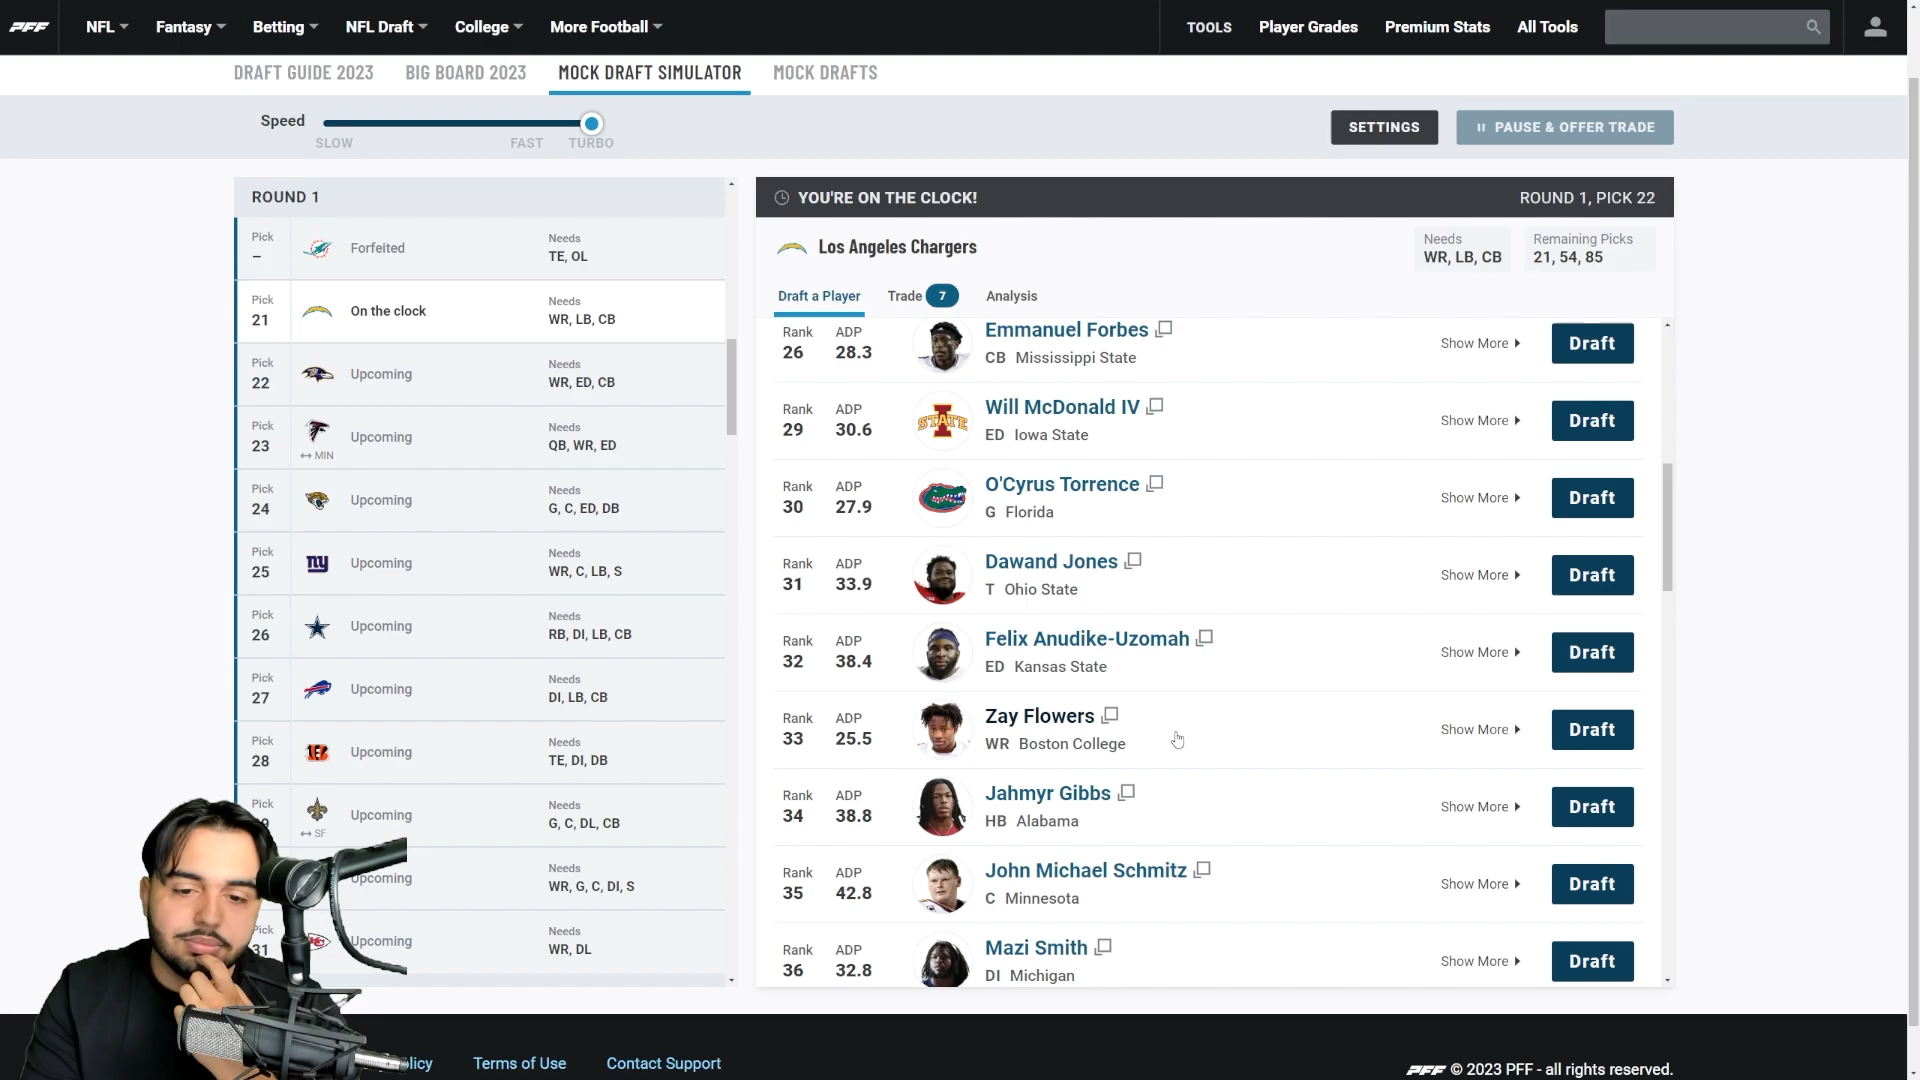 PFF
NFL
Fantasy
Betting
NFL Draft
College
More Football
TOOLS
Player Grades
Premium Stats
All Tools
DRAFT GUIDE 2023
BIG BOARD 2023
MOCK DRAFT SIMULATOR
MOCK DRAFTS
Speed
SLOW
FAST
TURBO
SETTINGS
PAUSE & OFFER TRADE
ROUND 1
Pick
–
Forfeited
Needs
TE, OL
Pick
21
On the clock
Needs
WR, LB, CB
Pick
22
Upcoming
Needs
WR, ED, CB
Pick
23
↔ MIN
Upcoming
Needs
QB, WR, ED
Pick
24
Upcoming
Needs
G, C, ED, DB
Pick
25
ny
Upcoming
Needs
WR, C, LB, S
Pick
26
Upcoming
Needs
RB, DI, LB, CB
Pick
27
Upcoming
Needs
DI, LB, CB
Pick
28
Upcoming
Needs
TE, DI, DB
Pick
↔ SF
Upcoming
Needs
G, C, DL, CB
Upcoming
Needs
WR, G, C, DI, S
31
Upcoming
Needs
WR, DL
YOU'RE ON THE CLOCK!
ROUND 1, PICK 22
Los Angeles Chargers
Needs
WR, LB, CB
Remaining Picks
21, 54, 85
Draft a Player
Trade 7
Analysis
Rank
26
ADP
28.3
Emmanuel Forbes
CB Mississippi State
Show More
Draft
Rank
29
ADP
30.6
STATE
Will McDonald IV
ED Iowa State
Show More
Draft
Rank
30
ADP
27.9
O'Cyrus Torrence
G Florida
Show More
Draft
Rank
31
ADP
33.9
Dawand Jones
T Ohio State
Show More
Draft
Rank
32
ADP
38.4
Felix Anudike-Uzomah
ED Kansas State
Show More
Draft
Rank
33
ADP
25.5
Zay Flowers
WR Boston College
Show More
Draft
Rank
34
ADP
38.8
Jahmyr Gibbs
HB Alabama
Show More
Draft
Rank
35
ADP
42.8
John Michael Schmitz
C Minnesota
Show More
Draft
Rank
36
ADP
32.8
Mazi Smith
DI Michigan
Show More
Draft
Terms of Use
Contact Support
PFF © 2023 PFF - all rights reserved.